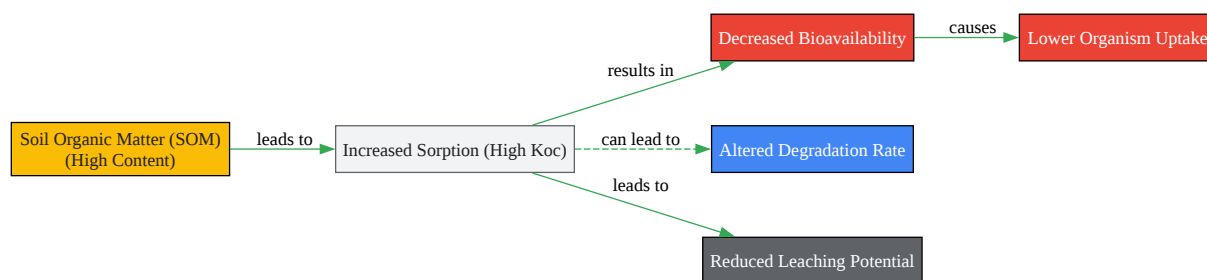 Soil Organic Matter (SOM)
(High Content)
leads to
Increased Sorption (High Koc)
results in
Decreased Bioavailability
causes
Lower Organism Uptake
can lead to
Altered Degradation Rate
leads to
Reduced Leaching Potential